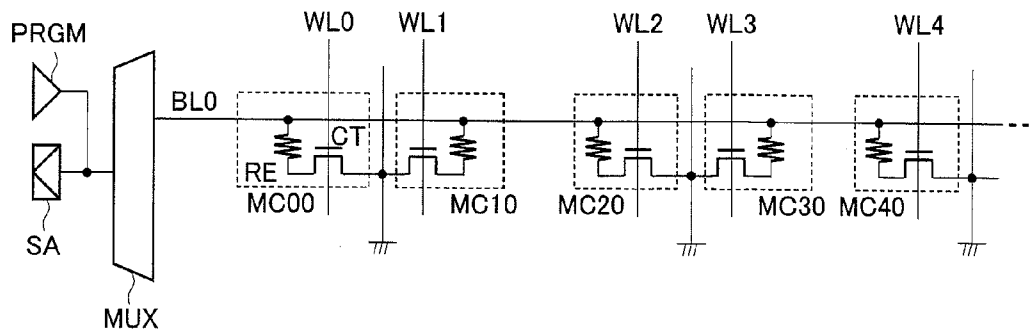 PRGM
WL0
WL1
WL2
WL3
WL4
BL0
CT
RE
MC00
MC10
MC20
MC30
MC40
SA
MUX